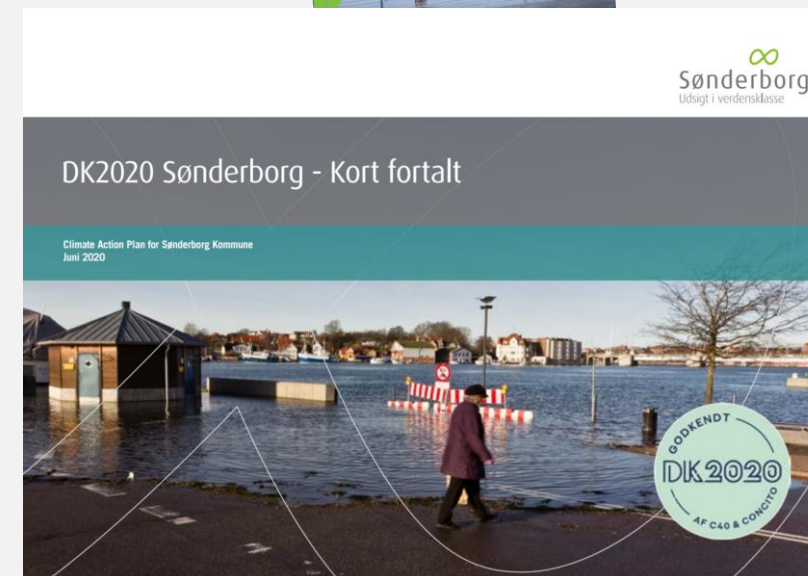 Sønderborg
Udsigt i verdensklasse
DK2020 Sønderborg - Kort fortalt
Climate Action Plan for Sønderborg Kommune
Juni 2020
GODKENDT
DK2020
AF C40 & CONCITO